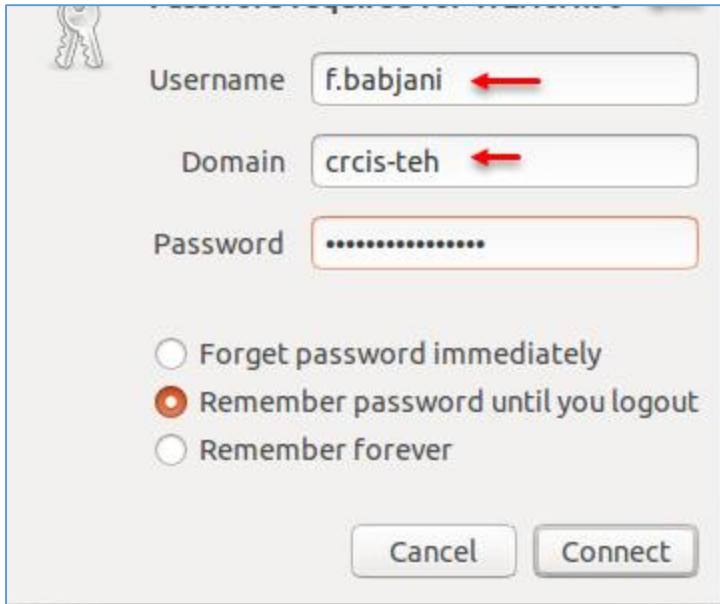 Username f.babjani
Domain crcis-teh
Password ••••••••••••••••
Forget password immediately
Remember password until you logout
Remember forever
Cancel Connect